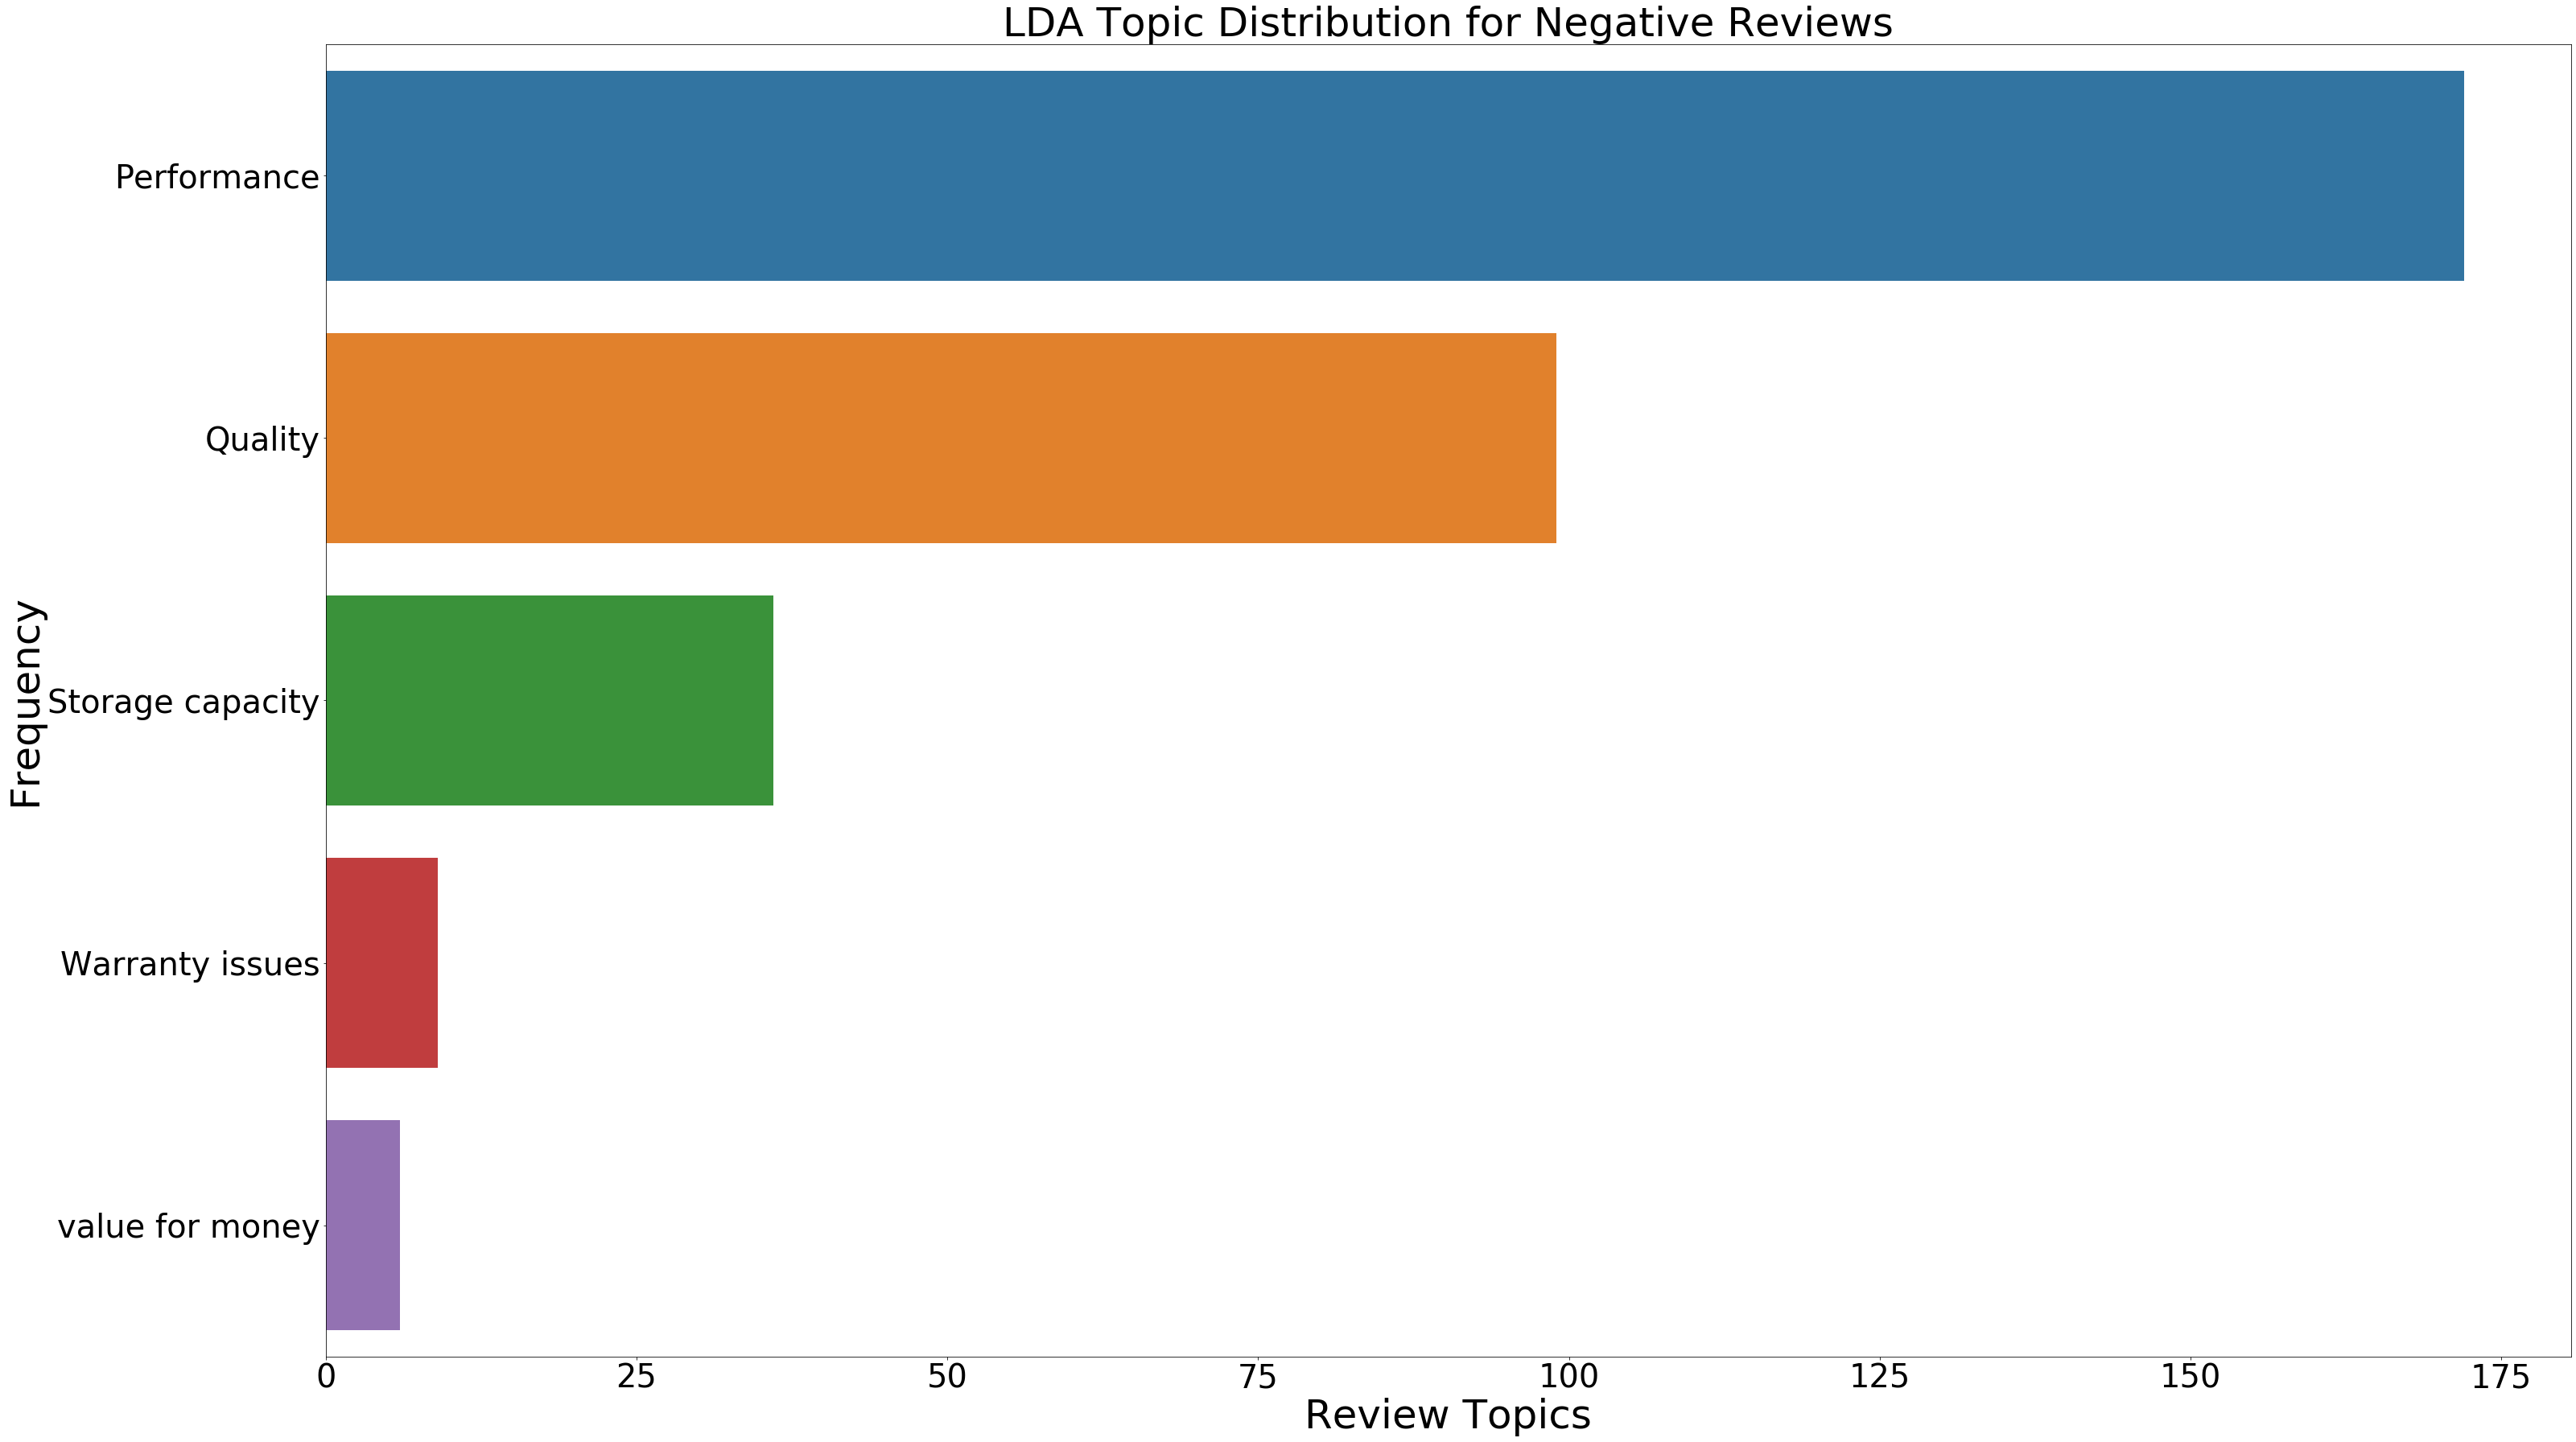 LDA Topic Distribution for Negative Reviews
Performance
Quality
Storage capacity
Warranty issues
value for money
Frequency
0 25 50 75 100 125 150 175
Review Topics